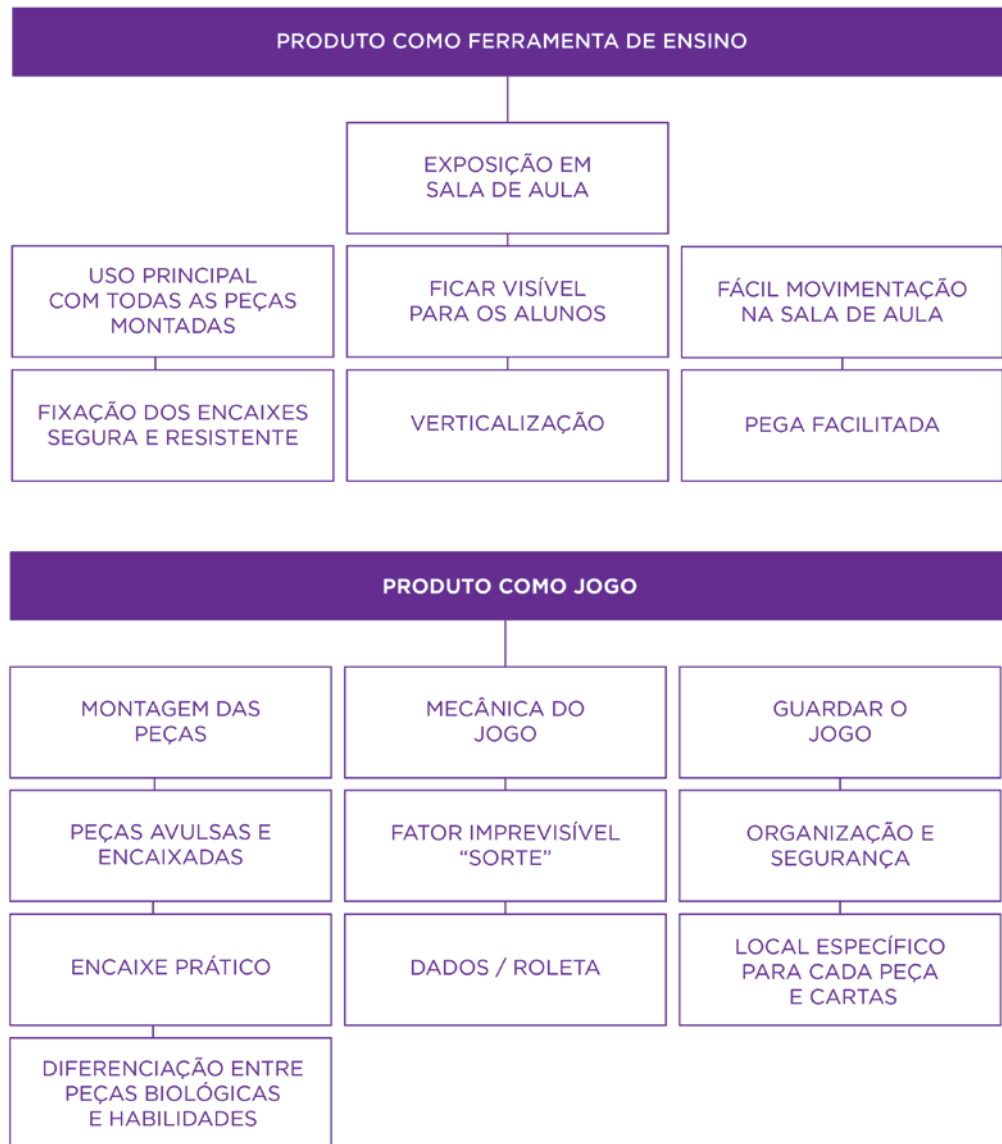 PRODUTO COMO FERRAMENTA DE ENSINO
EXPOSIÇÃO EM
SALA DE AULA
USO PRINCIPAL
COM TODAS AS PEÇAS
MONTADAS
FICAR VISÍVEL
PARA OS ALUNOS
FÁCIL MOVIMENTAÇÃO
NA SALA DE AULA
FIXAÇÃO DOS ENCAIXES
SEGURA E RESISTENTE
VERTICALIZAÇÃO
PEGA FACILITADA
PRODUTO COMO JOGO
MONTAGEM DAS
PEÇAS
MECÂNICA DO
JOGO
GUARDAR O
JOGO
PEÇAS AVULSAS E
ENCAIXADAS
FATOR IMPREVISÍVEL
“SORTE”
ORGANIZAÇÃO E
SEGURANÇA
ENCAIXE PRÁTICO
DADOS / ROLETA
LOCAL ESPECÍFICO
PARA CADA PEÇA
E CARTAS
DIFERENCIAÇÃO ENTRE
PEÇAS BIOLÓGICAS
E HABILIDADES